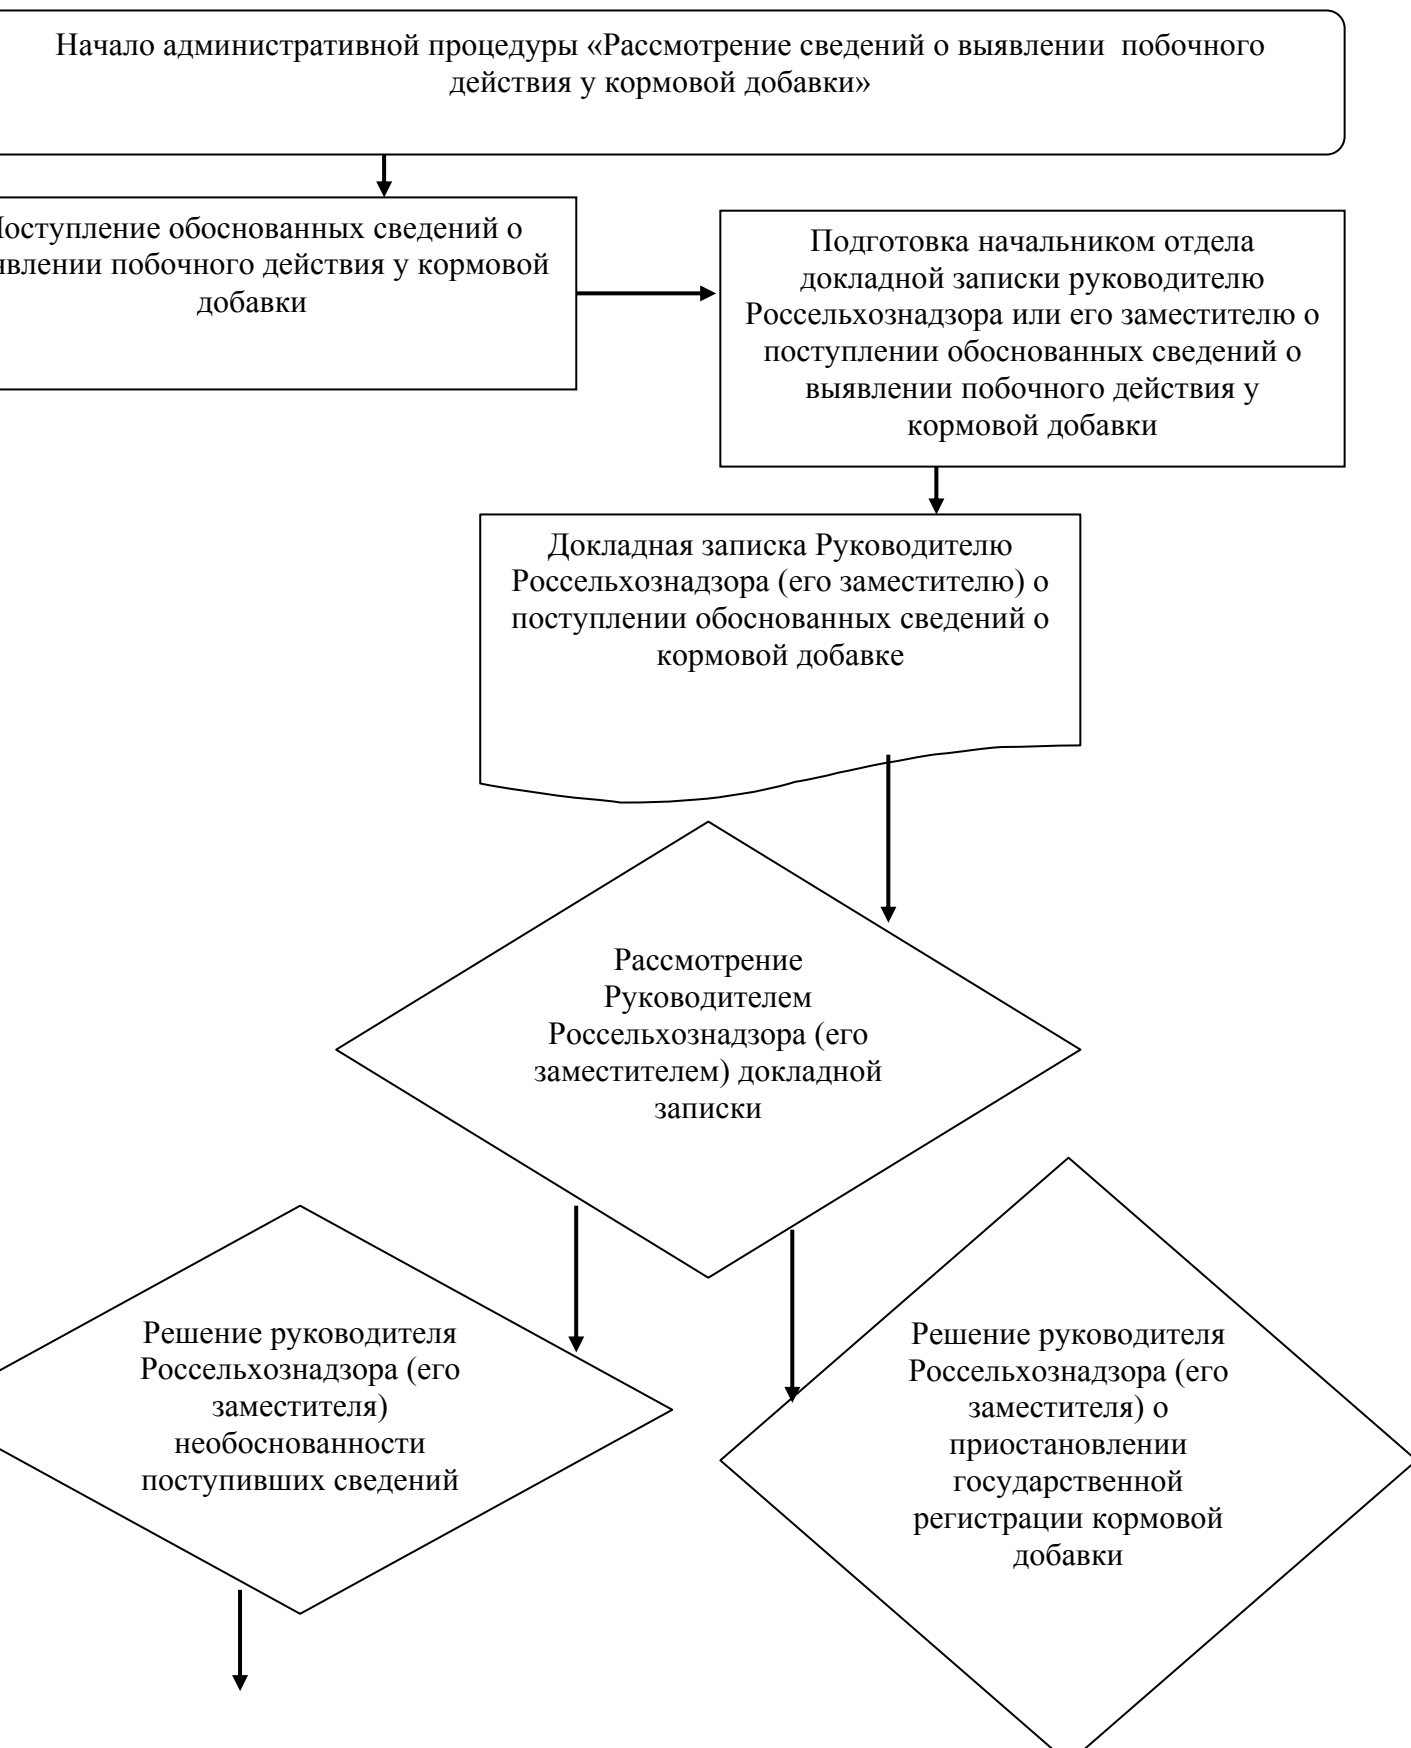 Начало административной процедуры «Рассмотрение сведений о выявлении побочного
действия у кормовой добавки»
обоснованных сведений о
побочного действия у кормовой
добавки
Подготовка начальником отдела
докладной записки руководителю
Россельхознадзора или его заместителю о
поступлении обоснованных сведений о
выявлении побочного действия у
кормовой добавки
Докладная записка Руководителю
Россельхознадзора (его заместителю) о
поступлении обоснованных сведений о
кормовой добавке
Рассмотрение
Руководителем
Россельхознадзора (его
заместителем) докладной
записки
Решение руководителя
Россельхознадзора (его
заместителя)
необоснованности
поступивших сведений
Решение руководителя
Россельхознадзора (его
заместителя) о
приостановлении
государственной
регистрации кормовой
добавки